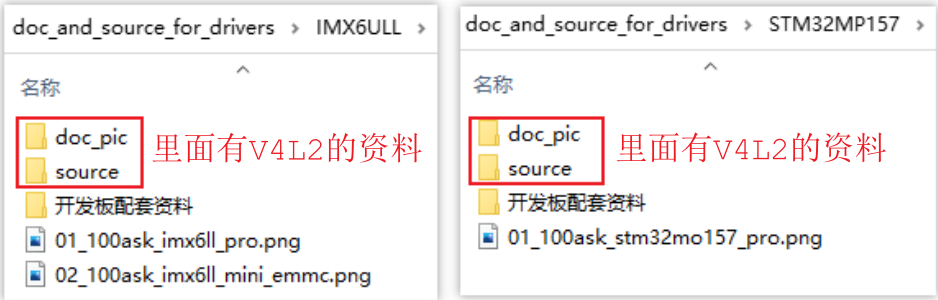 doc_and_source_for_drivers > IMX6ULL >
名称
doc_pic
source
里面有V4L2的资料
开发板配套资料
01_100ask_imx6ll_pro.png
02_100ask_imx6ll_mini_emmc.png
doc_and_source_for_drivers > STM32MP157 >
名称
doc_pic
source
里面有V4L2的资料
开发板配套资料
01_100ask_stm32mo157_pro.png